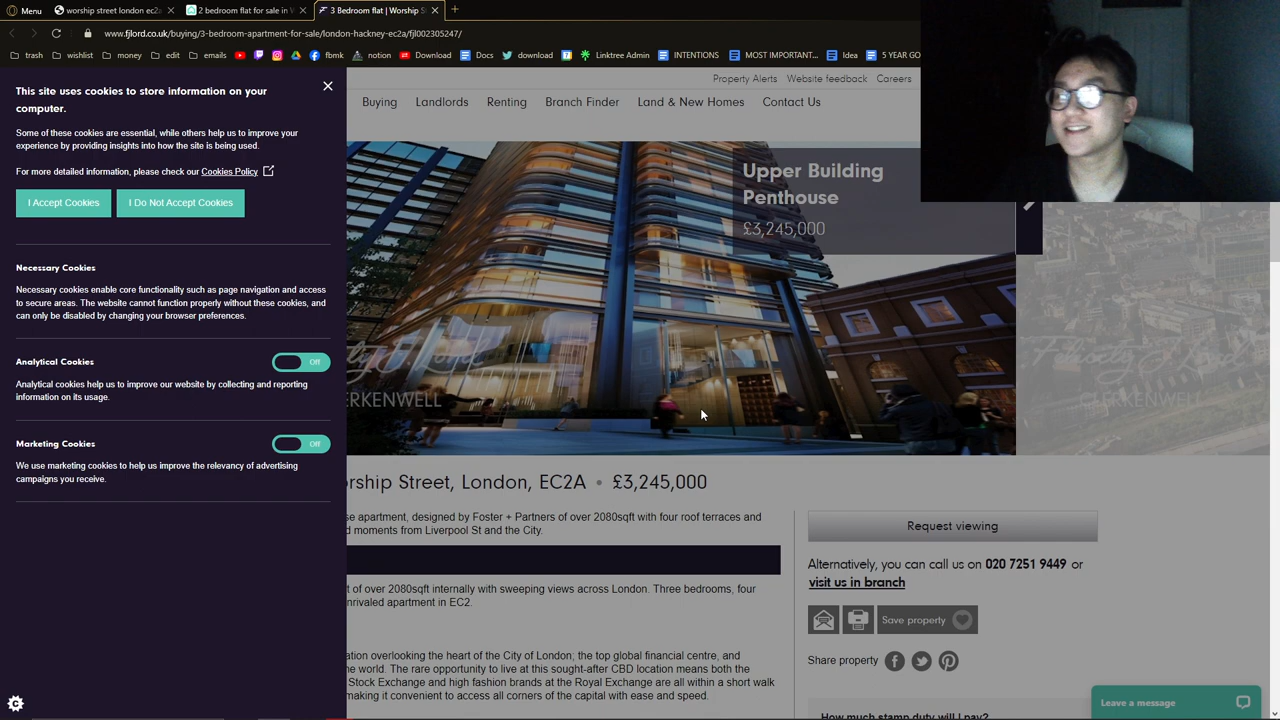 Menu
worship street london ec2a
2 bedroom flat for sale in W
3 Bedroom flat | Worship S
www.fjlord.co.uk/buying/3-bedroom-apartment-for-sale/london-hackney-ec2a/fjl002305247/
trash wishlist money edit emails fbmk notion Download Docs download Linktree Admin INTENTIONS MOST IMPORTANT... Idea 5 YEAR GO
This site uses cookies to store information on your
computer.
Some of these cookies are essential, while others help us to improve your
experience by providing insights into how the site is being used.
For more detailed information, please check our Cookies Policy
I Accept Cookies I Do Not Accept Cookies
Necessary Cookies
Necessary cookies enable core functionality such as page navigation and access
to secure areas. The website cannot function properly without these cookies, and
can only be disabled by changing your browser preferences.
Analytical Cookies Off
Analytical cookies help us to improve our website by collecting and reporting
information on its usage.
Marketing Cookies Off
We use marketing cookies to help us improve the relevancy of advertising
campaigns you receive.
Property Alerts Website feedback Careers
Buying Landlords Renting Branch Finder Land & New Homes Contact Us
Upper Building
Penthouse
£3,245,000
ERKENWELL
CLERKENWELL
orship Street, London, EC2A • £3,245,000
se apartment, designed by Foster + Partners of over 2080sqft with four roof terraces and
d moments from Liverpool St and the City.
t of over 2080sqft internally with sweeping views across London. Three bedrooms, four
nrivaled apartment in EC2.
ation overlooking the heart of the City of London; the top global financial centre, and
he world. The rare opportunity to live at this sought-after CBD location means both the
Stock Exchange and high fashion brands at the Royal Exchange are all within a short walk
making it convenient to access all corners of the capital with ease and speed.
Request viewing
Alternatively, you can call us on 020 7251 9449 or
visit us in branch
Save property
Share property
How much stamp duty will I pay?
Leave a message